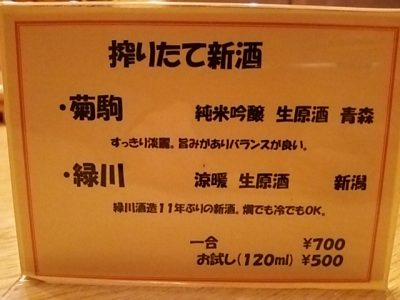 搾りたて新酒
・菊駒 純米吟醸 生原酒 青森
すっきり淡麗。旨みがありバランスが良い。
・緑川 涼暖 生原酒 新潟
緑川酒造11年ぶりの新酒。燗でも冷でもOK。
一合 ¥700
お試し(120ml) ¥500